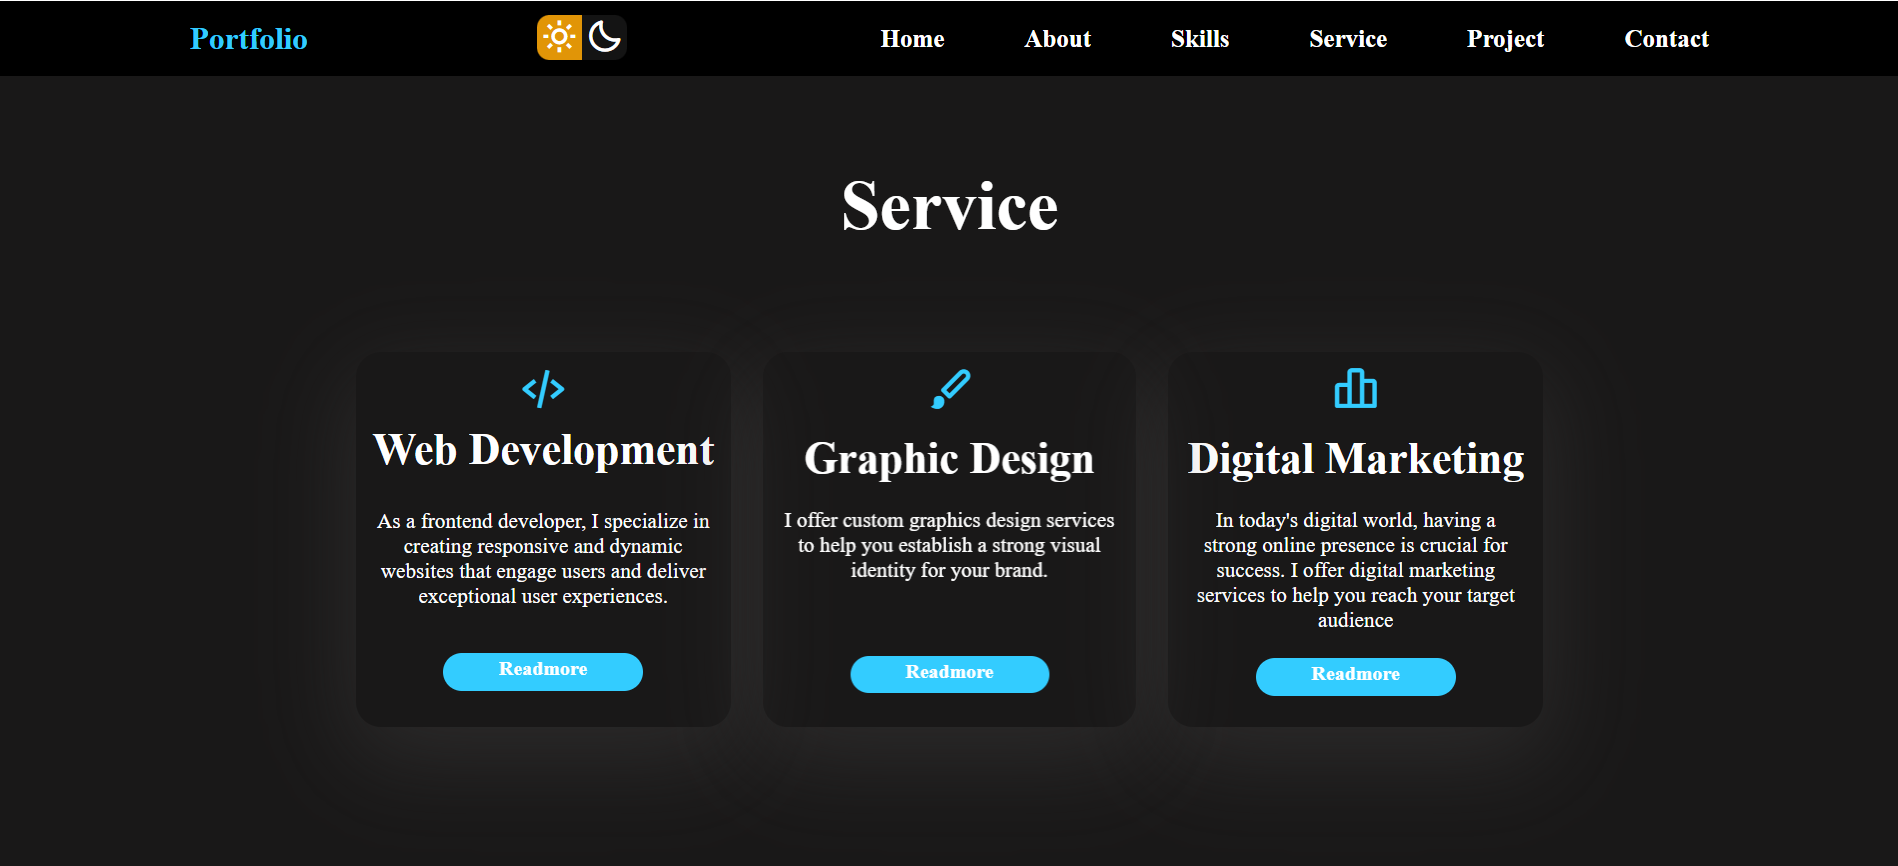 Portfolio
Home About Skills Service Project Contact
Service
Web Development
As a frontend developer, I specialize in
creating responsive and dynamic
websites that engage users and deliver
exceptional user experiences.
Readmore
Graphic Design
I offer custom graphics design services
to help you establish a strong visual
identity for your brand.
Readmore
Digital Marketing
In today's digital world, having a
strong online presence is crucial for
success. I offer digital marketing
services to help you reach your target
audience
Readmore